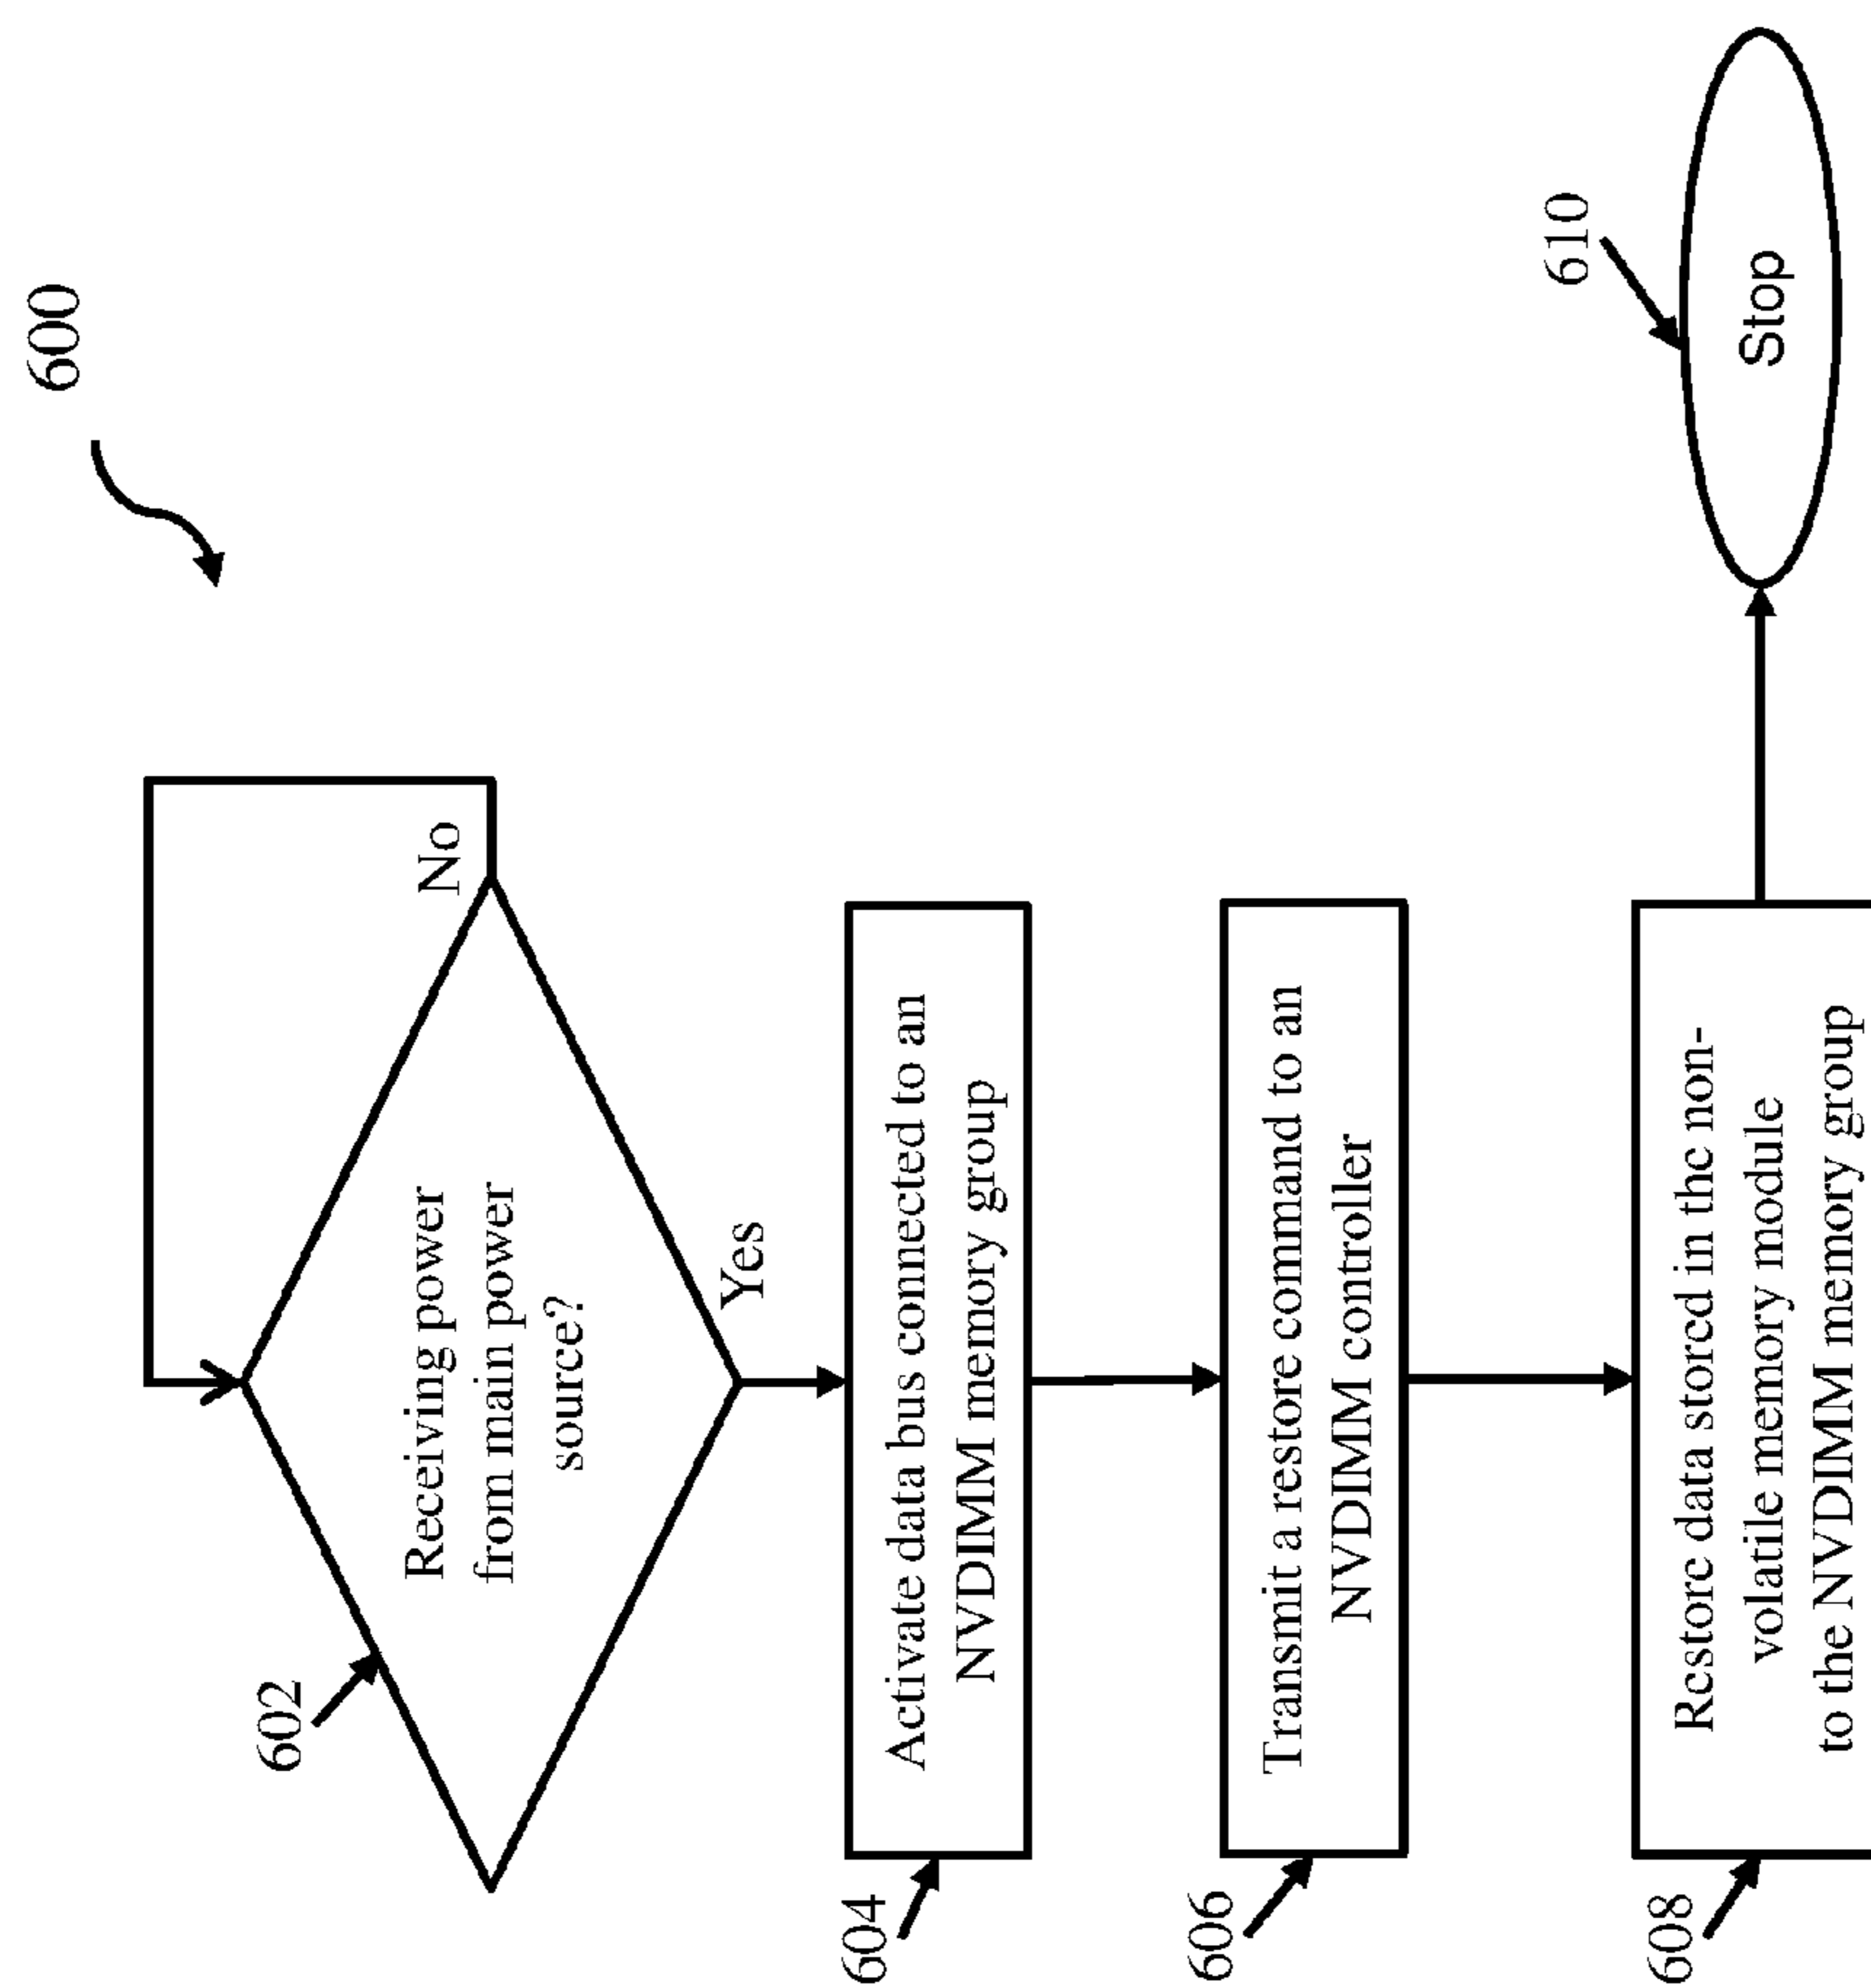 600
602
Receiving power
from main power
source?
No
Yes
604
Activate data bus connected to an
NVDIMM memory group
606
Transmit a restore command to an
NVDIMM controller
608
Restore data stored in the non-
volatile memory module
to the NVDIMM memory group
610
Stop